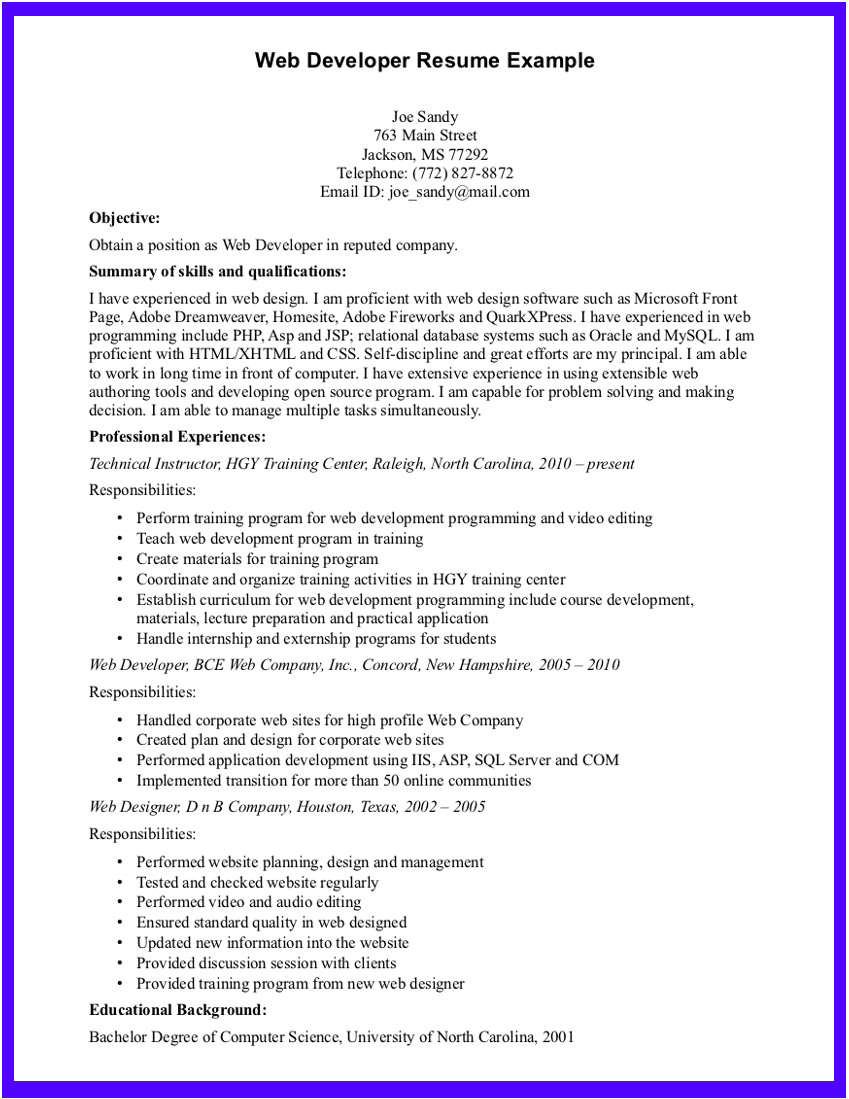 Web Developer Resume Example
Joe Sandy
763 Main Street
Jackson, MS 77292
Telephone: (772) 827-8872
Email ID: joe_sandy@mail.com
Objective:
Obtain a position as Web Developer in reputed company.
Summary of skills and qualifications:
I have experienced in web design. I am proficient with web design software such as Microsoft Front
Page, Adobe Dreamweaver, Homesite, Adobe Fireworks and QuarkXPress. I have experienced in web
programming include PHP, Asp and JSP; relational database systems such as Oracle and MySQL. I am
proficient with HTML/XHTML and CSS. Self-discipline and great efforts are my principal. I am able
to work in long time in front of computer. I have extensive experience in using extensible web
authoring tools and developing open source program. I am capable for problem solving and making
decision. I am able to manage multiple tasks simultaneously.
Professional Experiences:
Technical Instructor, HGY Training Center, Raleigh, North Carolina, 2010 – present
Responsibilities:
• Perform training program for web development programming and video editing
• Teach web development program in training
• Create materials for training program
• Coordinate and organize training activities in HGY training center
• Establish curriculum for web development programming include course development,
materials, lecture preparation and practical application
• Handle internship and externship programs for students
Web Developer, BCE Web Company, Inc., Concord, New Hampshire, 2005 – 2010
Responsibilities:
• Handled corporate web sites for high profile Web Company
• Created plan and design for corporate web sites
• Performed application development using IIS, ASP, SQL Server and COM
• Implemented transition for more than 50 online communities
Web Designer, D n B Company, Houston, Texas, 2002 – 2005
Responsibilities:
• Performed website planning, design and management
• Tested and checked website regularly
• Performed video and audio editing
• Ensured standard quality in web designed
• Updated new information into the website
• Provided discussion session with clients
• Provided training program from new web designer
Educational Background:
Bachelor Degree of Computer Science, University of North Carolina, 2001